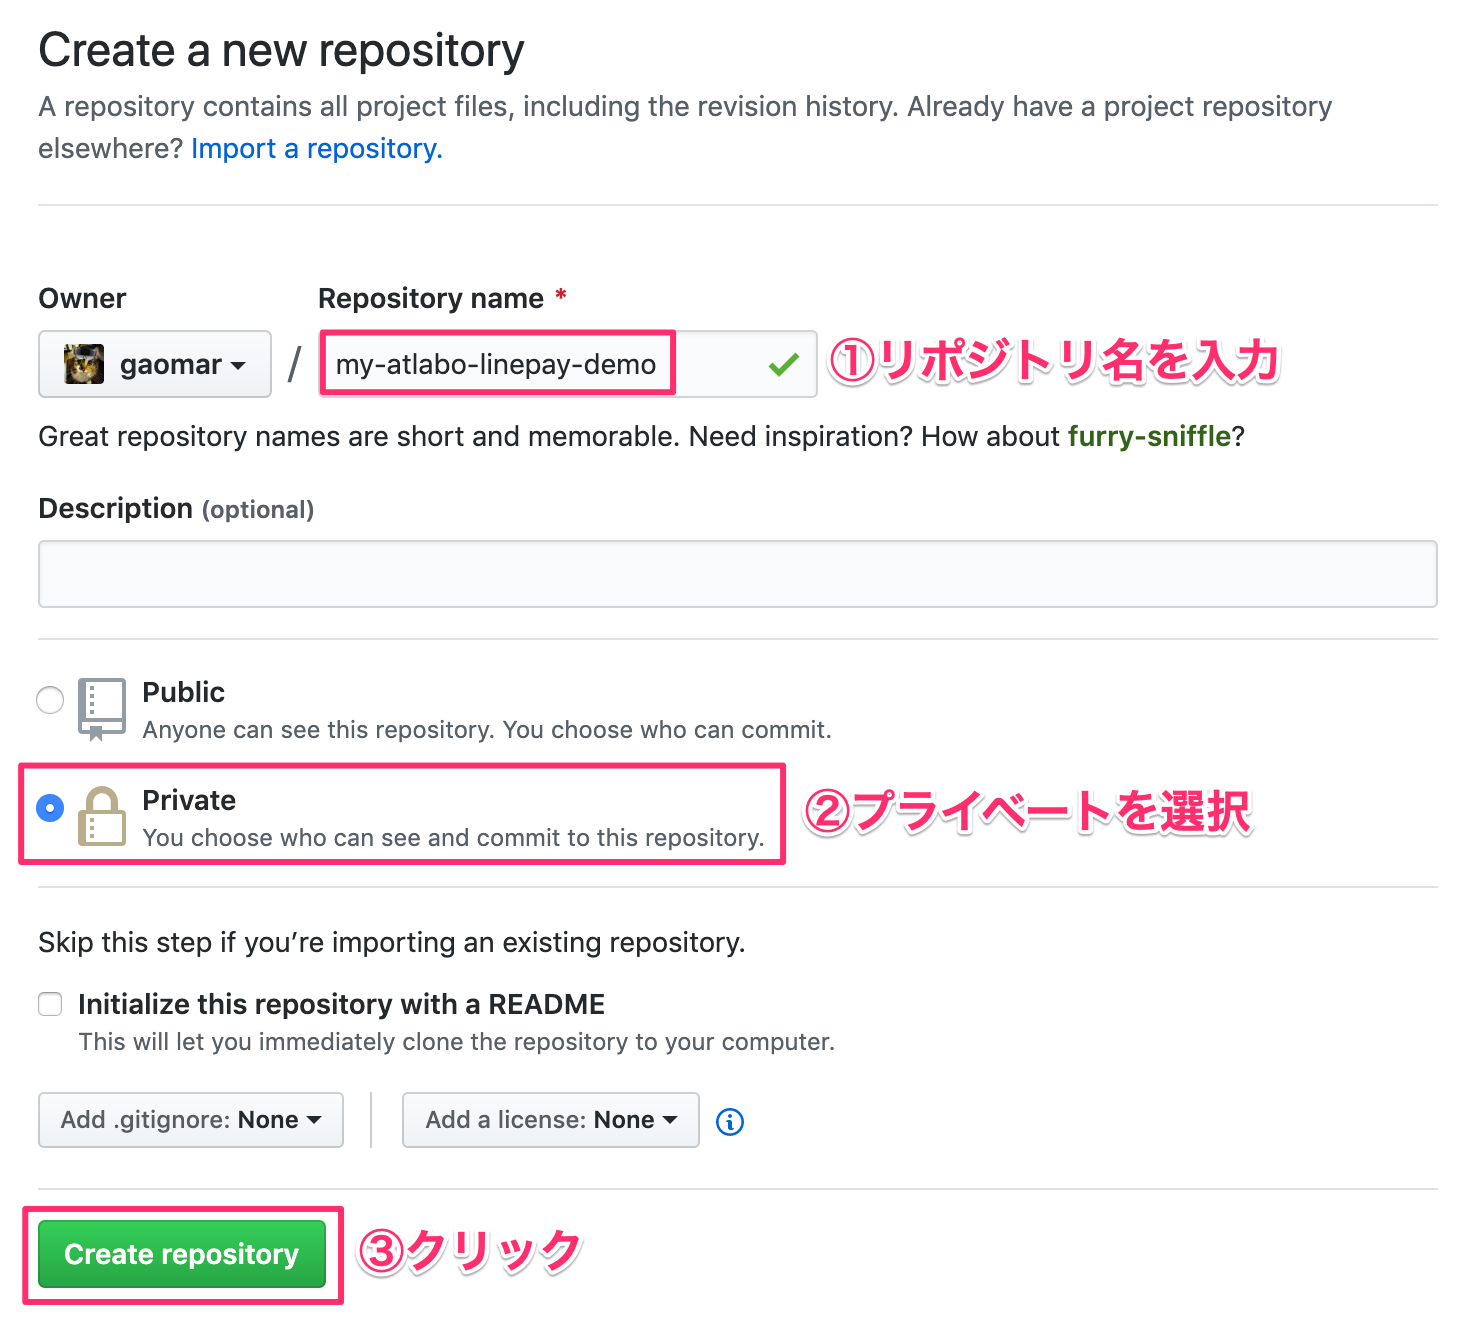 Create a new repository
A repository contains all project files, including the revision history. Already have a project repository
elsewhere? Import a repository.
Owner
Repository name *
gaomar
/
my-atlabo-linepay-demo
①リポジトリ名を入力
Great repository names are short and memorable. Need inspiration? How about furry-sniffle?
Description (optional)
Public
Anyone can see this repository. You choose who can commit.
Private
You choose who can see and commit to this repository.
②プライベートを選択
Skip this step if you’re importing an existing repository.
Initialize this repository with a README
This will let you immediately clone the repository to your computer.
Add .gitignore: None
Add a license: None
Create repository
③クリック